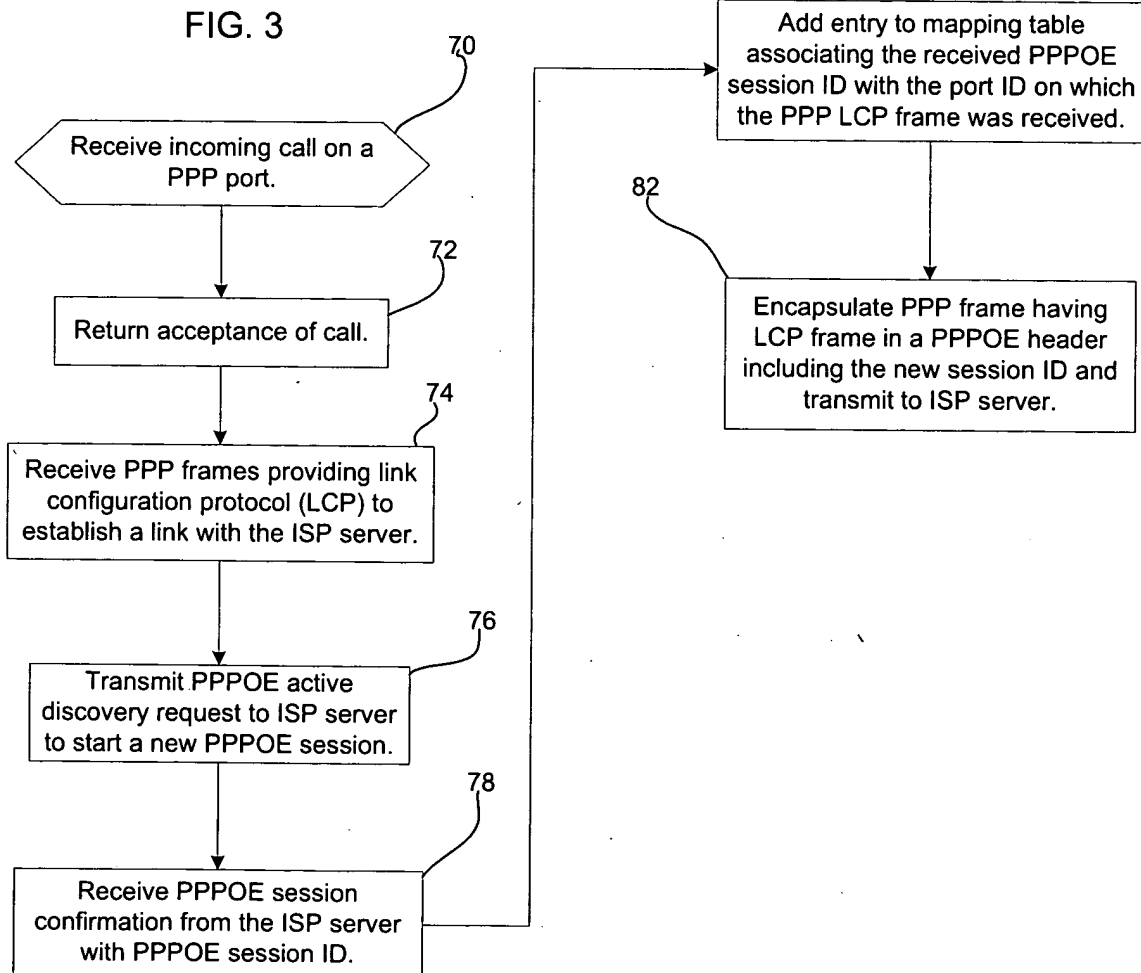 FIG. 3
70
Receive incoming call on a
PPP port.
72
Return acceptance of call.
74
Receive PPP frames providing link
configuration protocol (LCP) to
establish a link with the ISP server.
76
Transmit PPPOE active
discovery request to ISP server
to start a new PPPOE session.
78
Receive PPPOE session
confirmation from the ISP server
with PPPOE session ID.
Add entry to mapping table
associating the received PPPOE
session ID with the port ID on which
the PPP LCP frame was received.
82
Encapsulate PPP frame having
LCP frame in a PPPOE header
including the new session ID and
transmit to ISP server.